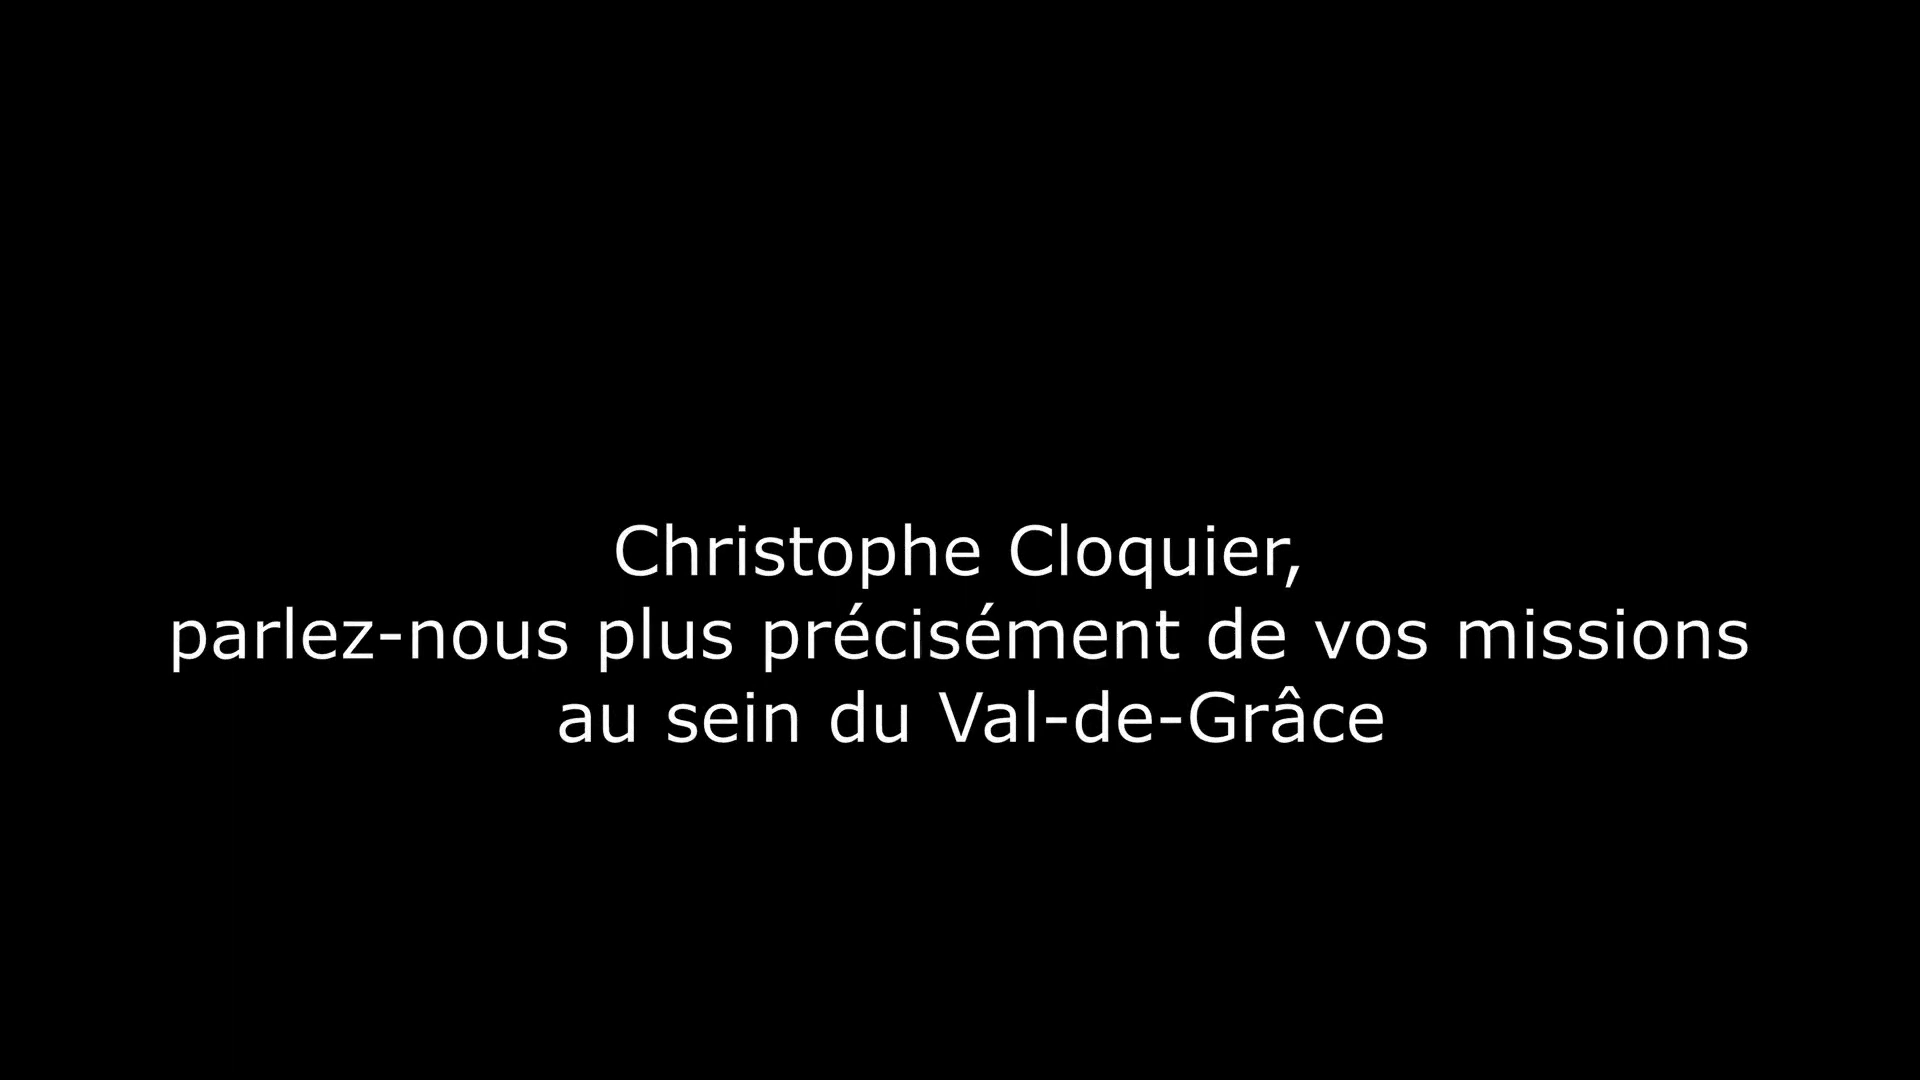 Christophe Cloquier,
parlez-nous plus précisément de vos missions
au sein du Val-de-Grâce